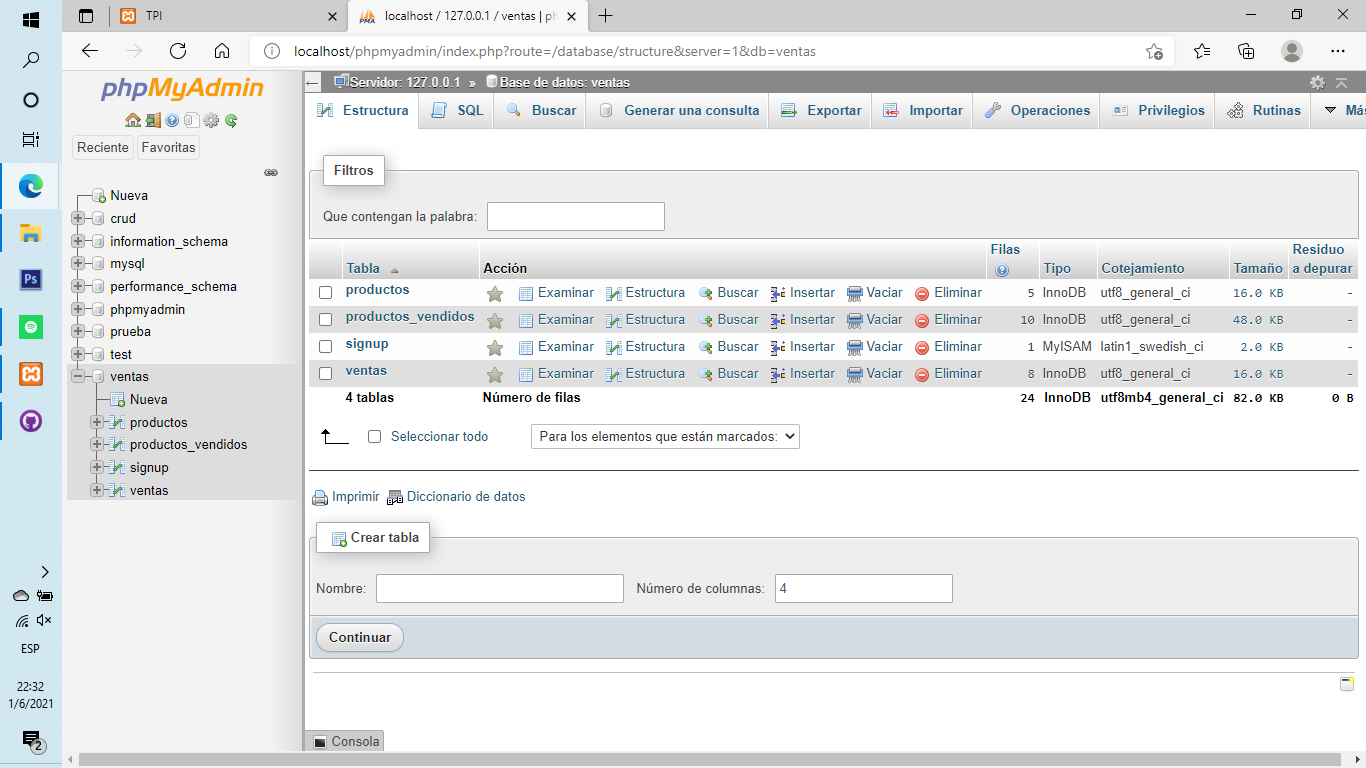 TPI
localhost / 127.0.0.1 / ventas | ph
localhost/phpmyadmin/index.php?route=/database/structure&server=1&db=ventas
phpMyAdmin
Reciente Favoritas
Nueva
crud
information_schema
mysql
performance_schema
phpmyadmin
prueba
test
ventas
Nueva
productos
productos_vendidos
signup
ventas
Servidor: 127.0.0.1 » Base de datos: ventas
Estructura SQL Buscar Generar una consulta Exportar Importar Operaciones Privilegios Rutinas Más
Filtros
Que contengan la palabra:
Tabla Acción Filas Tipo Cotejamiento Tamaño Residuo a depurar
productos Examinar Estructura Buscar Insertar Vaciar Eliminar 5 InnoDB utf8_general_ci 16.0 KB -
productos_vendidos Examinar Estructura Buscar Insertar Vaciar Eliminar 10 InnoDB utf8_general_ci 48.0 KB -
signup Examinar Estructura Buscar Insertar Vaciar Eliminar 1 MyISAM latin1_swedish_ci 2.0 KB -
ventas Examinar Estructura Buscar Insertar Vaciar Eliminar 8 InnoDB utf8_general_ci 16.0 KB -
4 tablas Número de filas 24 InnoDB utf8mb4_general_ci 82.0 KB 0 B
Seleccionar todo Para los elementos que están marcados:
Imprimir Diccionario de datos
Crear tabla
Nombre: Número de columnas: 4
Continuar
Consola
Ps
ESP
22:32
1/6/2021
2